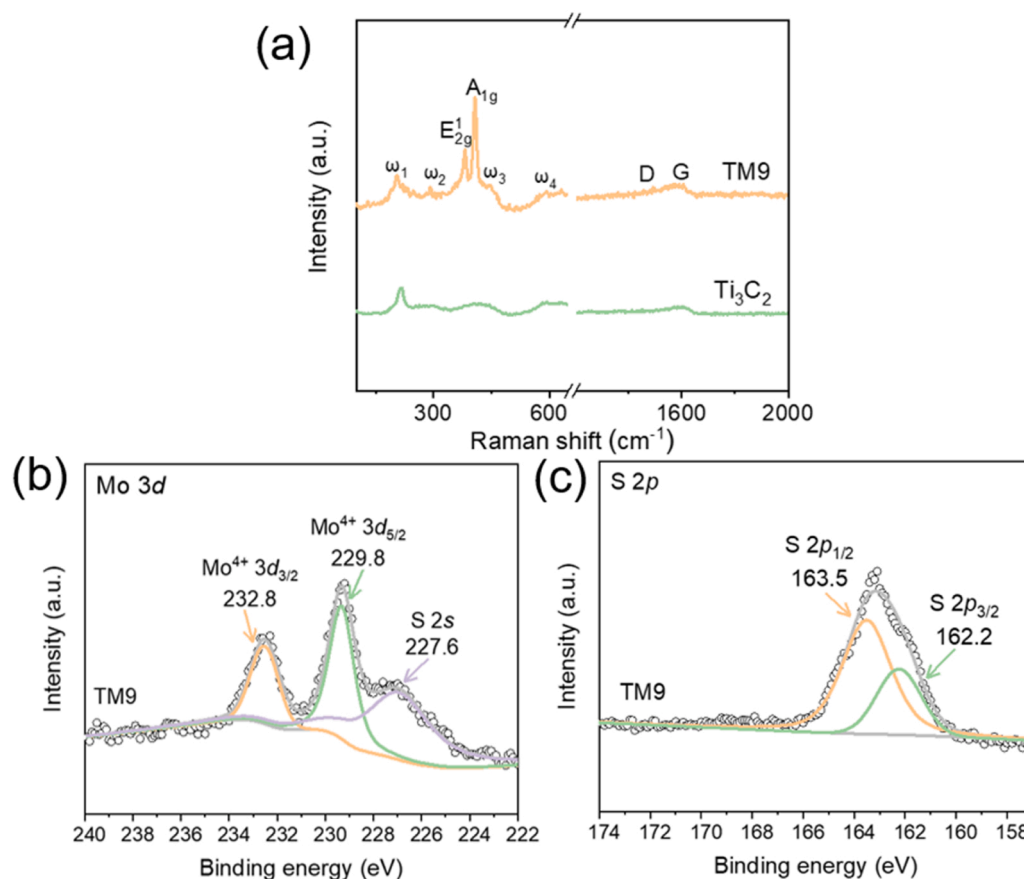 (a)
A1g
E12g
ω1
ω2
ω3
ω4
D
G
TM9
Ti3C2
Intensity (a.u.)
300
600
1600
2000
Raman shift (cm-1)
(b)
Mo 3d
Mo4+ 3d5/2
229.8
Mo4+ 3d3/2
232.8
S 2s
227.6
TM9
Intensity (a.u.)
240 238 236 234 232 230 228 226 224 222
Binding energy (eV)
(c)
S 2p
S 2p1/2
163.5
S 2p3/2
162.2
TM9
Intensity (a.u.)
174 172 170 168 166 164 162 160 158
Binding energy (eV)